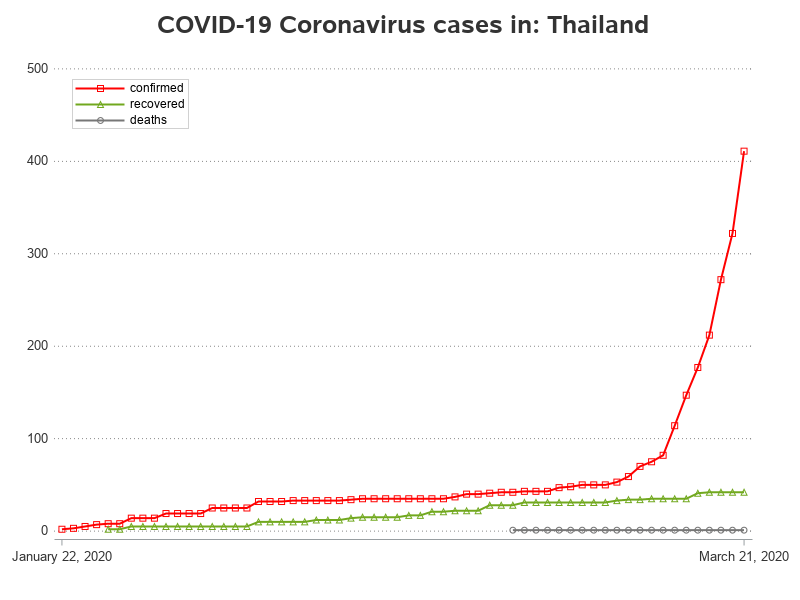 COVID-19 Coronavirus cases in: Thailand
500
confirmed
recovered
deaths
400
300
200
100
0
January 22, 2020
March 21, 2020